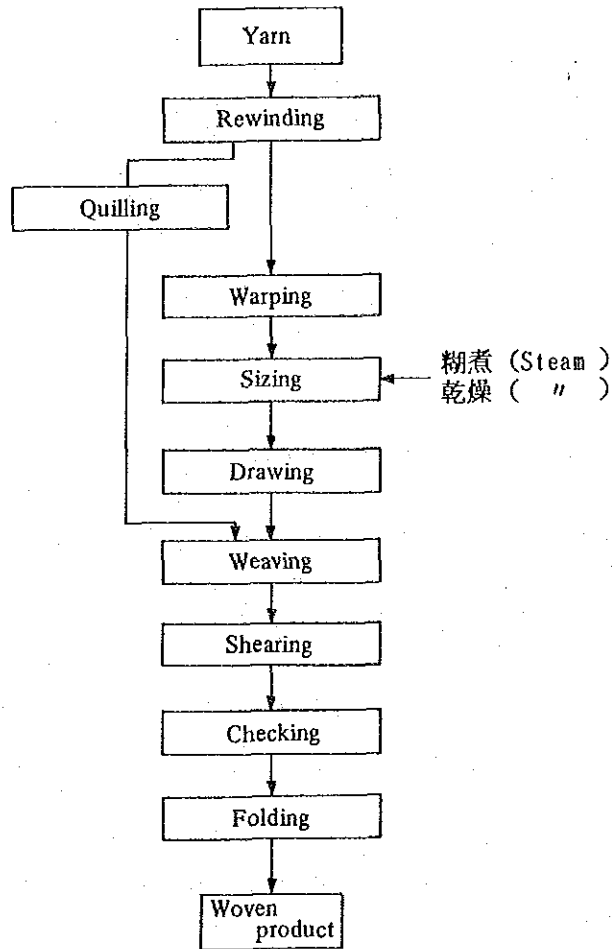 Yarn
Rewinding
Quilling
Warping
Sizing
糊煮 (Steam )
乾燥 ( 〃 )
Drawing
Weaving
Shearing
Checking
Folding
Woven
product